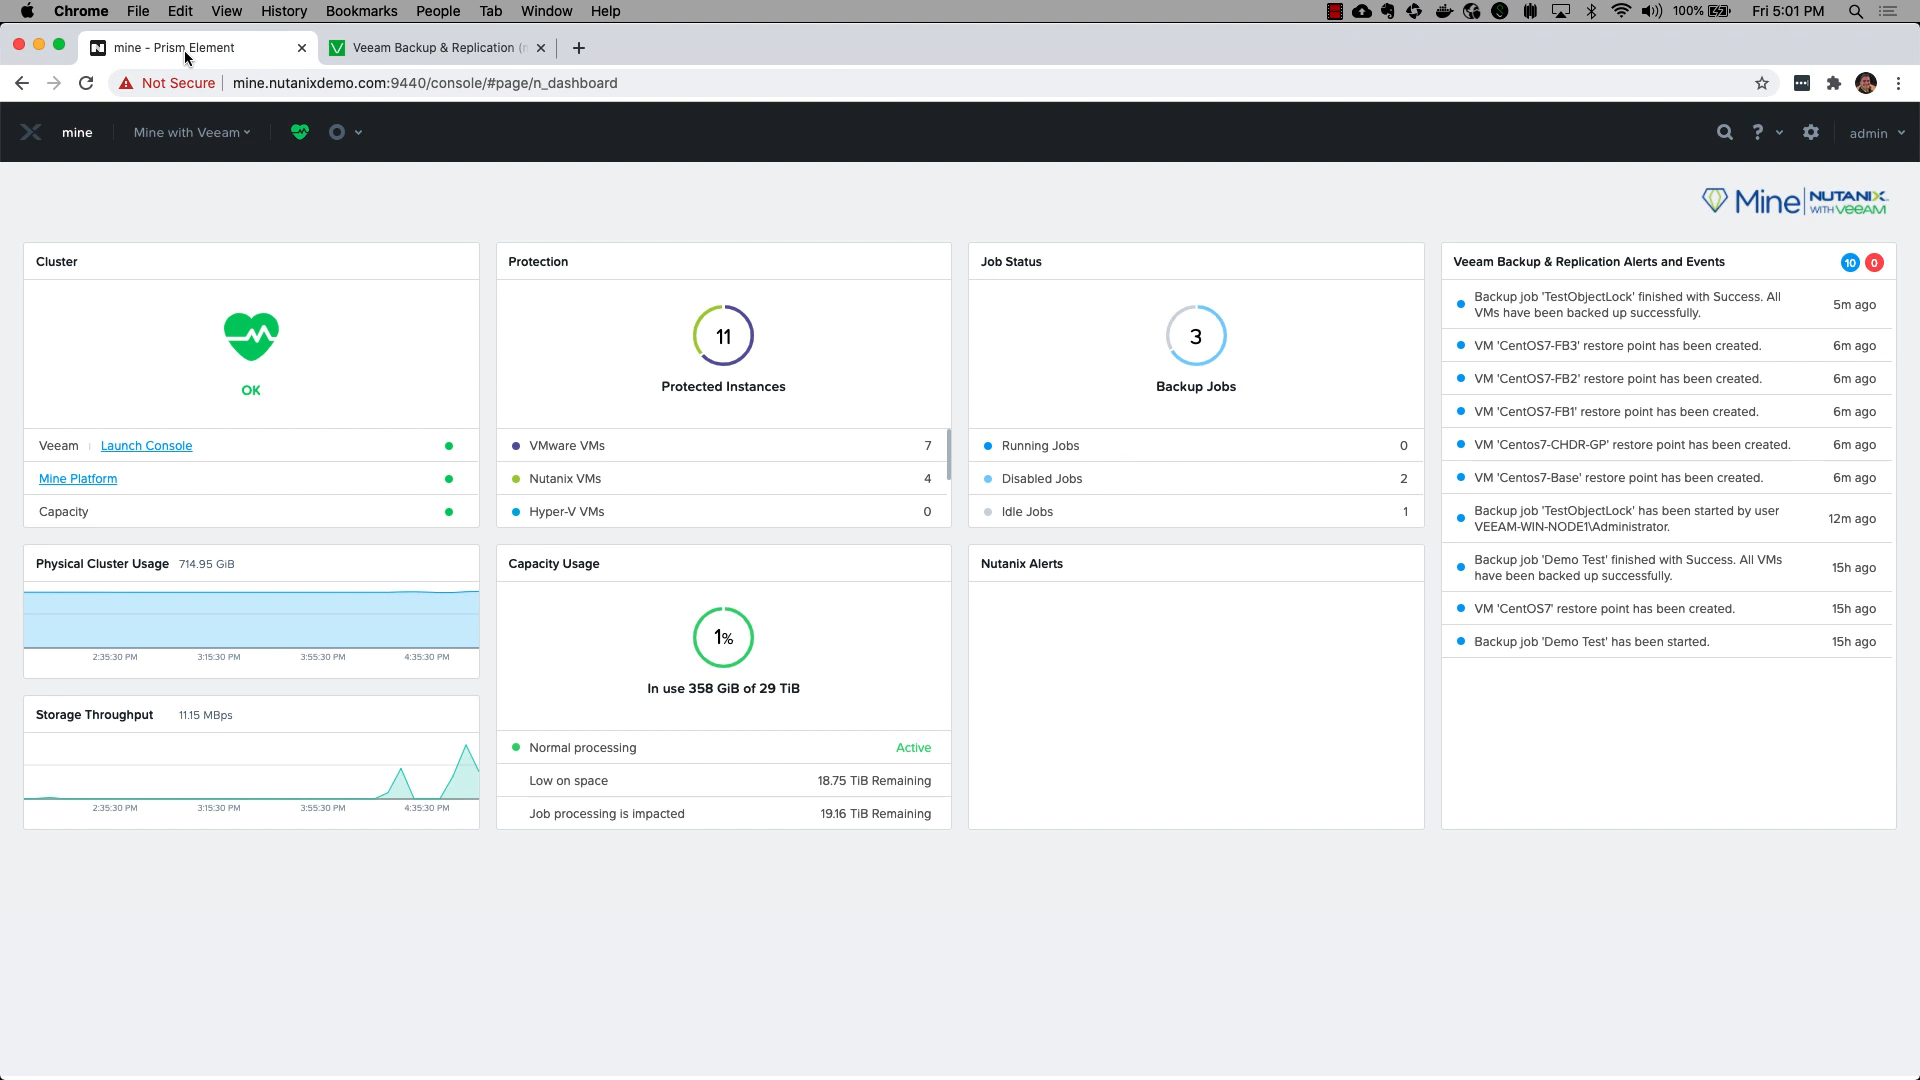 Chrome File Edit View History Bookmarks People Tab Window Help 100% Fri 5:01 PM
mine - Prism Element
Veeam Backup & Replication
Not Secure mine.nutanixdemo.com:9440/console/#page/n_dashboard
mine Mine with Veeam ? admin
Mine NUTANIX
WITH VEEAM
Cluster
OK
Veeam Launch Console
Mine Platform
Capacity
Protection
11
Protected Instances
VMware VMs 7
Nutanix VMs 4
Hyper-V VMs 0
Job Status
3
Backup Jobs
Running Jobs 0
Disabled Jobs 2
Idle Jobs 1
Veeam Backup & Replication Alerts and Events 10 0
Backup job 'TestObjectLock' finished with Success. All
VMs have been backed up successfully.
5m ago
VM 'CentOS7-FB3' restore point has been created. 6m ago
VM 'CentOS7-FB2' restore point has been created. 6m ago
VM 'CentOS7-FB1' restore point has been created. 6m ago
VM 'Centos7-CHDR-GP' restore point has been created. 6m ago
VM 'Centos7-Base' restore point has been created. 6m ago
Backup job 'TestObjectLock' has been started by user
VEEAM-WIN-NODE1\Administrator.
12m ago
Backup job 'Demo Test' finished with Success. All VMs
have been backed up successfully.
15h ago
VM 'CentOS7' restore point has been created. 15h ago
Backup job 'Demo Test' has been started. 15h ago
Physical Cluster Usage 714.95 GiB
2:35:30 PM 3:15:30 PM 3:55:30 PM 4:35:30 PM
Storage Throughput 11.15 MBps
2:35:30 PM 3:15:30 PM 3:55:30 PM 4:35:30 PM
Capacity Usage
1%
In use 358 GiB of 29 TiB
Normal processing Active
Low on space 18.75 TiB Remaining
Job processing is impacted 19.16 TiB Remaining
Nutanix Alerts